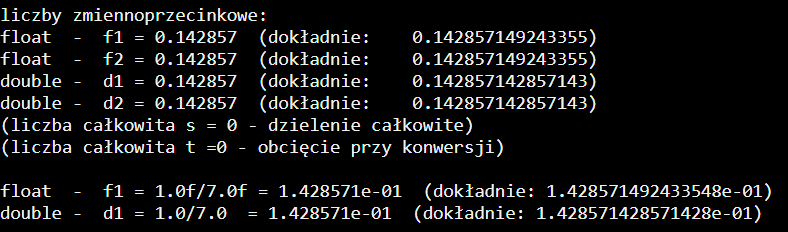 liczby zmiennoprzecinkowe:
float  -  f1 = 0.142857  (dokładnie:    0.142857149243355)
float  -  f2 = 0.142857  (dokładnie:    0.142857149243355)
double -  d1 = 0.142857  (dokładnie:    0.142857142857143)
double -  d2 = 0.142857  (dokładnie:    0.142857142857143)
(liczba całkowita s = 0 - dzielenie całkowite)
(liczba całkowita t =0 - obcięcie przy konwersji)
float  -  f1 = 1.0f/7.0f = 1.428571e-01  (dokładnie: 1.428571492433548e-01)
double -  d1 = 1.0/7.0  = 1.428571e-01  (dokładnie: 1.428571428571428e-01)